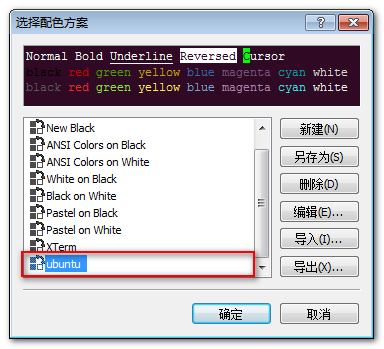 选择配色方案
Normal Bold Underline Reversed Cursor
black red green yellow blue magenta cyan white
black red green yellow blue magenta cyan white
New Black
ANSI Colors on Black
ANSI Colors on White
White on Black
Black on White
Pastel on Black
Pastel on White
XTerm
ubuntu
新建(N)
另存为(S)
删除(D)
编辑(E)...
导入(I)...
导出(X)...
确定
取消